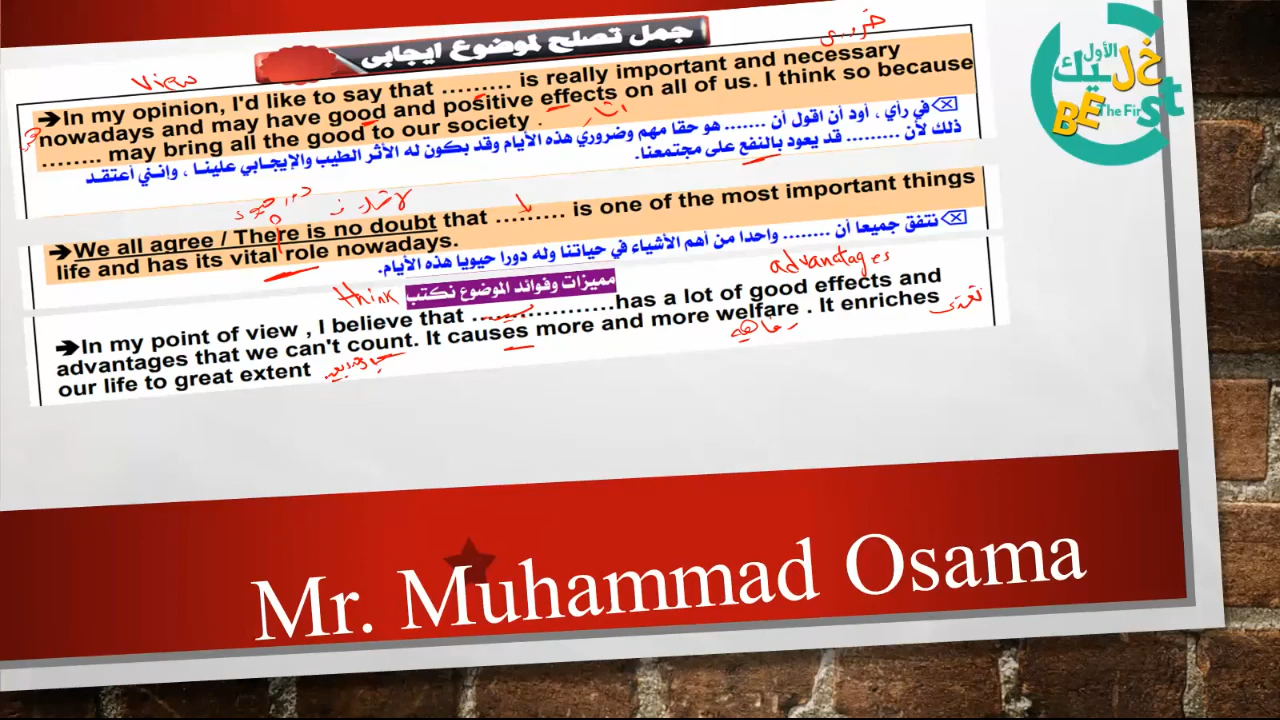 جمل تصلح لموضوع ايجابى
View
ضرورى
➔In my opinion, I'd like to say that ……… is really important and necessary
nowadays and may have good and positive effects on all of us. I think so because
…….. may bring all the good to our society .
في رأي ، أود أن اقول أن ....... هو حقا مهم وضروري هذه الأيام وقد يكون له الأثر الطيب والإيجابي علينا ، وإنني أعتقد
ذلك لأن .......... قد يعود بالنفع على مجتمعنا.
➔We all agree / There is no doubt that ……… is one of the most important things
life and has its vital role nowadays.
نتفق جميعا أن ........ واحدا من أهم الأشياء في حياتنا وله دورا حيويا هذه الأيام.
advanatages
مميزات وفوائد الموضوع نكتب
think
➔In my point of view , I believe that ……………has a lot of good effects and
advantages that we can't count. It causes more and more welfare . It enriches
رفاهيه
our life to great extent
خليك الأول
BE The First
Mr. Muhammad Osama